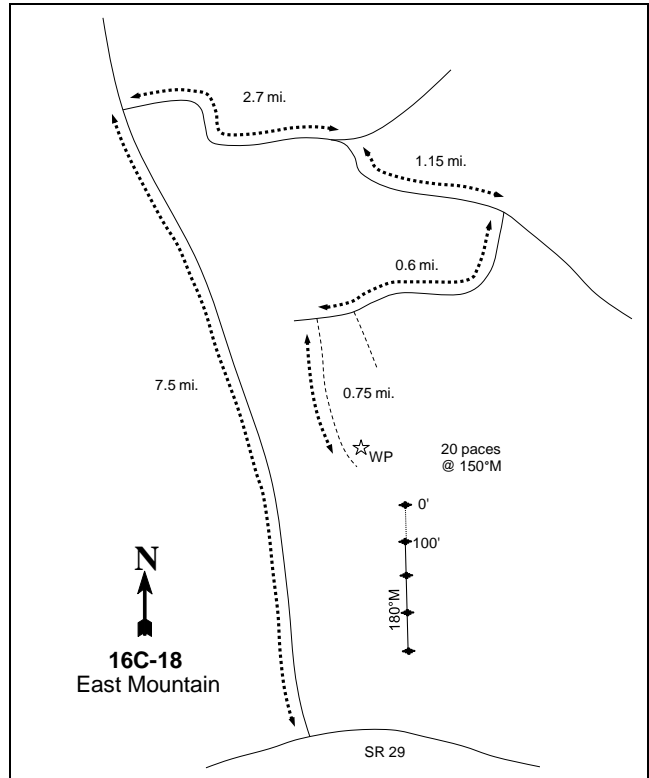 2.7 mi.
1.15 mi.
0.6 mi.
7.5 mi.
0.75 mi.
WP
20 paces
@ 150°M
0'
100'
180°M
N
16C-18
East Mountain
SR 29